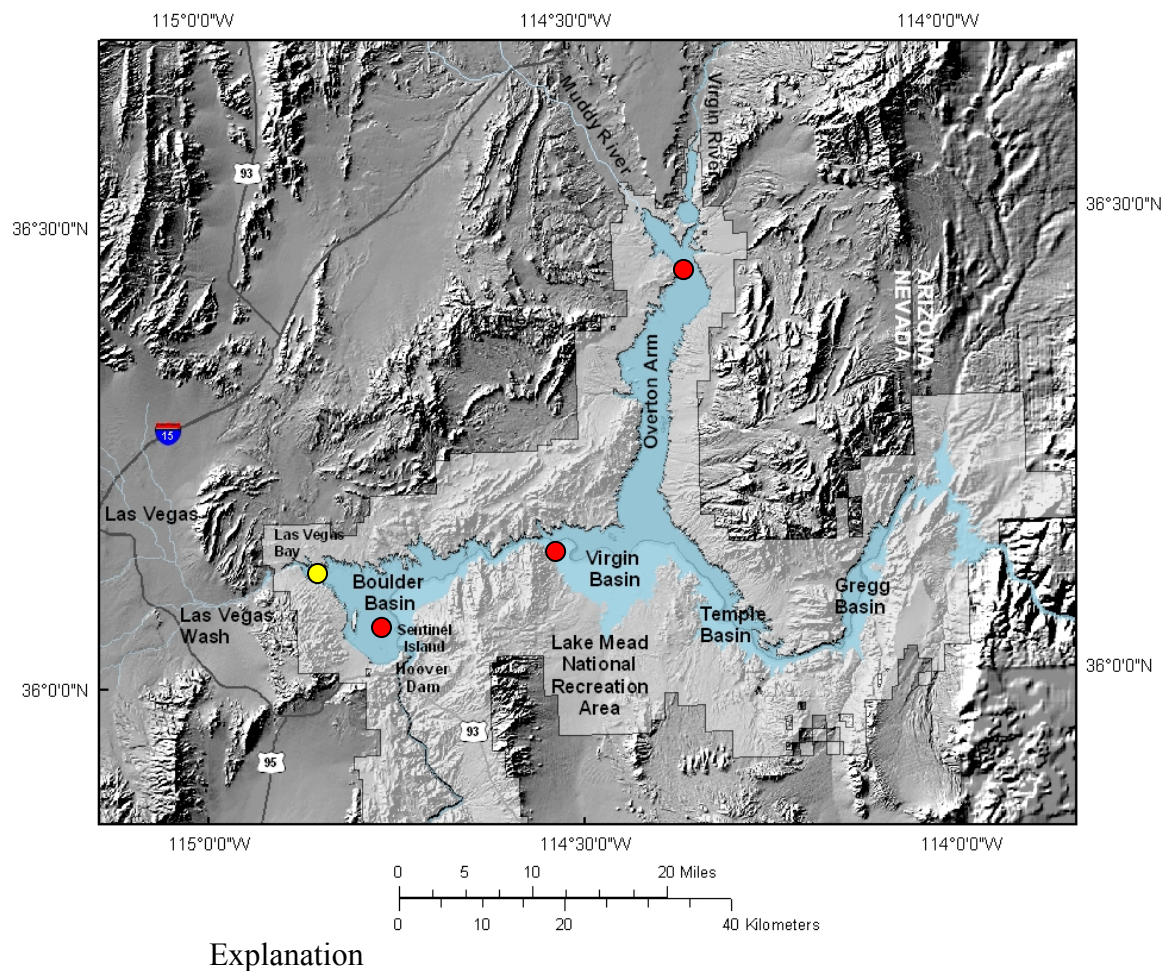 115°0'0"W 114°30'0"W 114°0'0"W
Muddy River
Virgin River
93
36°30'0"N
36°30'0"N
ARIZONA
NEVADA
Overton Arm
15
Las Vegas
Las Vegas
Bay
Boulder
Basin
Virgin
Basin
Gregg
Basin
Las Vegas
Wash
Sentinel
Island
Temple
Basin
Hoover
Dam
Lake Mead
National
Recreation
Area
36°0'0"N
36°0'0"N
93
95
115°0'0"W 114°30'0"W 114°0'0"W
0 5 10 20 Miles
0 10 20 40 Kilometers
Explanation